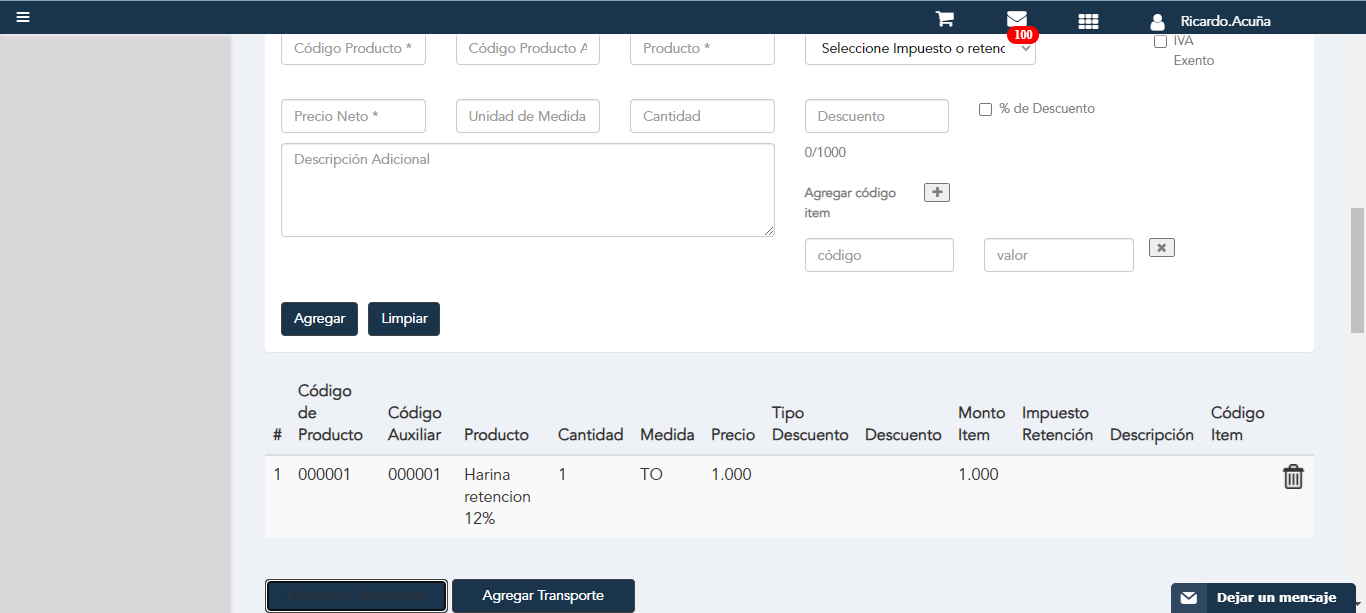 Ricardo.Acuña
100
Código Producto *
Código Producto A
Producto *
Seleccione Impuesto o retenc
IVA
Exento
Precio Neto *
Unidad de Medida
Cantidad
Descuento
% de Descuento
Descripción Adicional
0/1000
Agregar código
item
código
valor
Agregar
Limpiar
# Código de Producto Código Auxiliar Producto Cantidad Medida Precio Tipo Descuento Descuento Monto Item Impuesto Retención Descripción Código Item
1 000001 000001 Harina retencion 12% 1 TO 1.000 1.000
Agregar Transporte
Dejar un mensaje